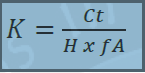 K = Ct / H x fA